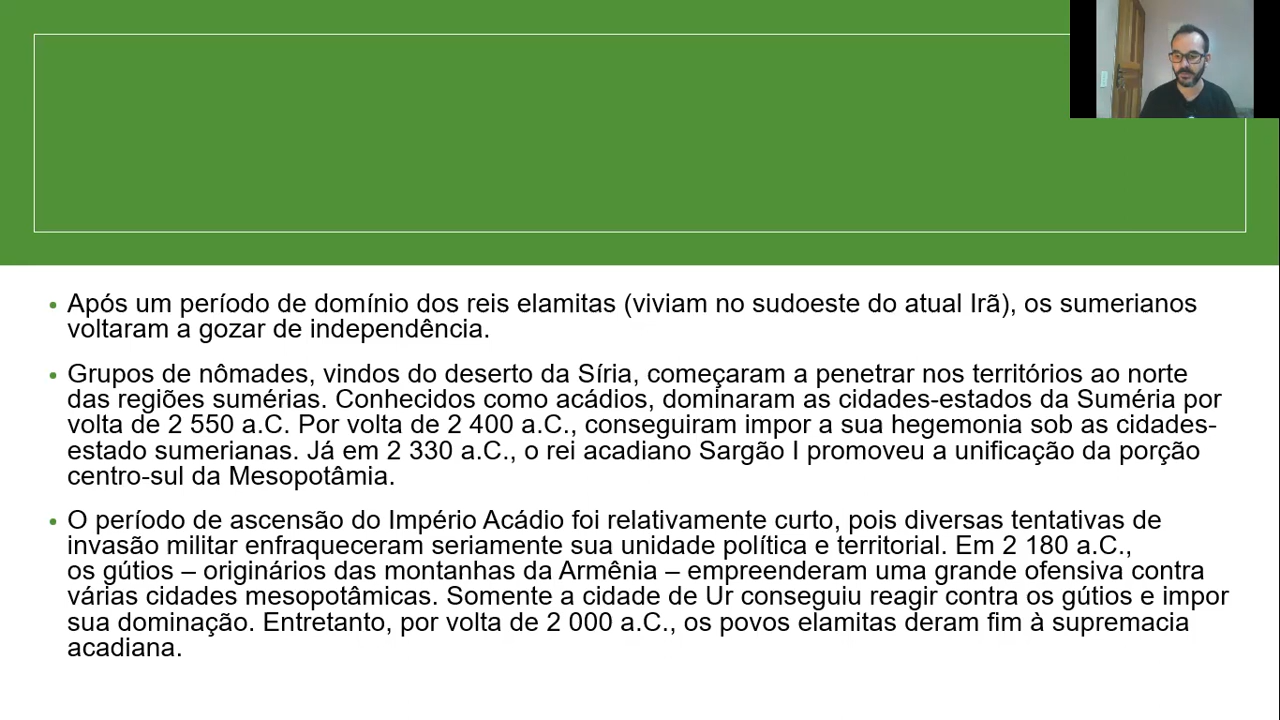 • Após um período de domínio dos reis elamitas (viviam no sudoeste do atual Irã), os sumerianos
voltaram a gozar de independência.
• Grupos de nômades, vindos do deserto da Síria, começaram a penetrar nos territórios ao norte
das regiões sumérias. Conhecidos como acádios, dominaram as cidades-estados da Suméria por
volta de 2 550 a.C. Por volta de 2 400 a.C., conseguiram impor a sua hegemonia sob as cidades-
estado sumerianas. Já em 2 330 a.C., o rei acadiano Sargão I promoveu a unificação da porção
centro-sul da Mesopotâmia.
• O período de ascensão do Império Acádio foi relativamente curto, pois diversas tentativas de
invasão militar enfraqueceram seriamente sua unidade política e territorial. Em 2 180 a.C.,
os gútios – originários das montanhas da Armênia – empreenderam uma grande ofensiva contra
várias cidades mesopotâmicas. Somente a cidade de Ur conseguiu reagir contra os gútios e impor
sua dominação. Entretanto, por volta de 2 000 a.C., os povos elamitas deram fim à supremacia
acadiana.